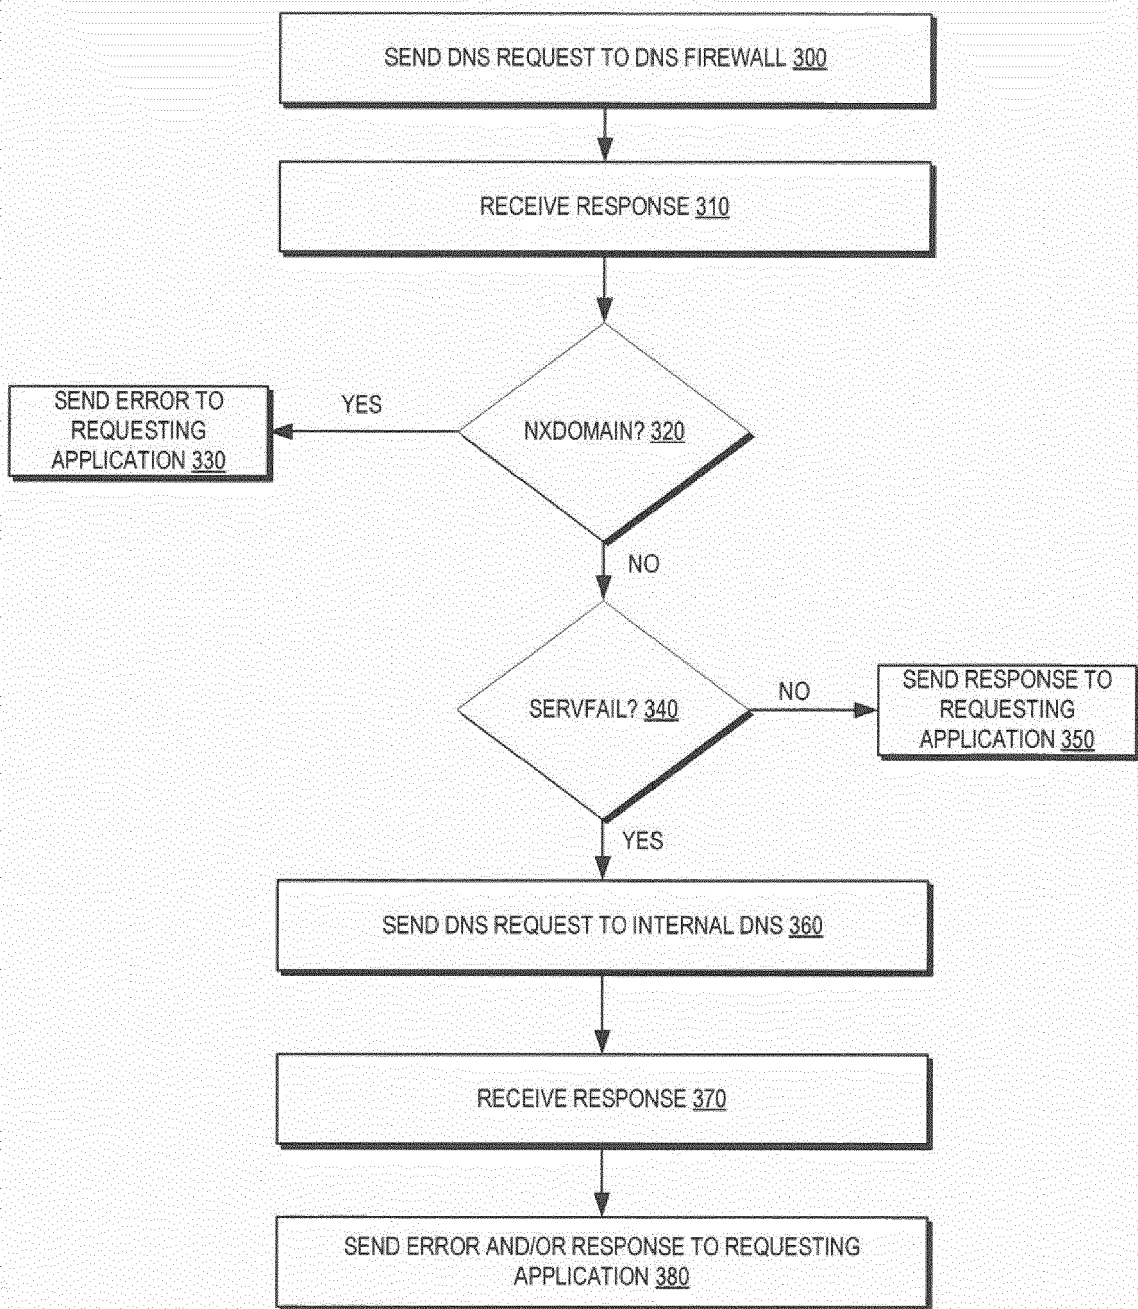 SEND DNS REQUEST TO DNS FIREWALL 300
RECEIVE RESPONSE 310
NXDOMAIN? 320
YES
SEND ERROR TO
REQUESTING
APPLICATION 330
NO
SERVFAIL? 340
NO
SEND RESPONSE TO
REQUESTING
APPLICATION 350
YES
SEND DNS REQUEST TO INTERNAL DNS 360
RECEIVE RESPONSE 370
SEND ERROR AND/OR RESPONSE TO REQUESTING
APPLICATION 380